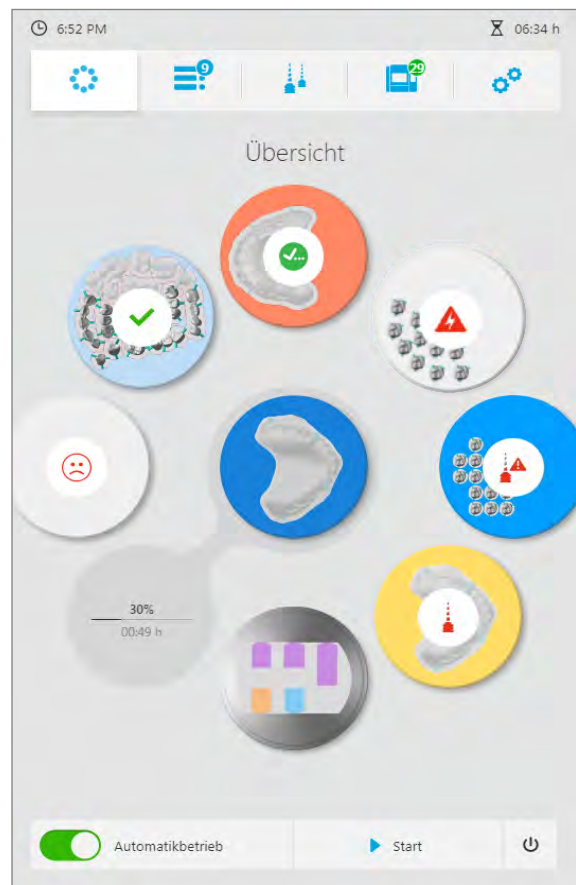 6:52 PM
06:34 h
9
29
Übersicht
30%
00:49 h
Automatikbetrieb
Start